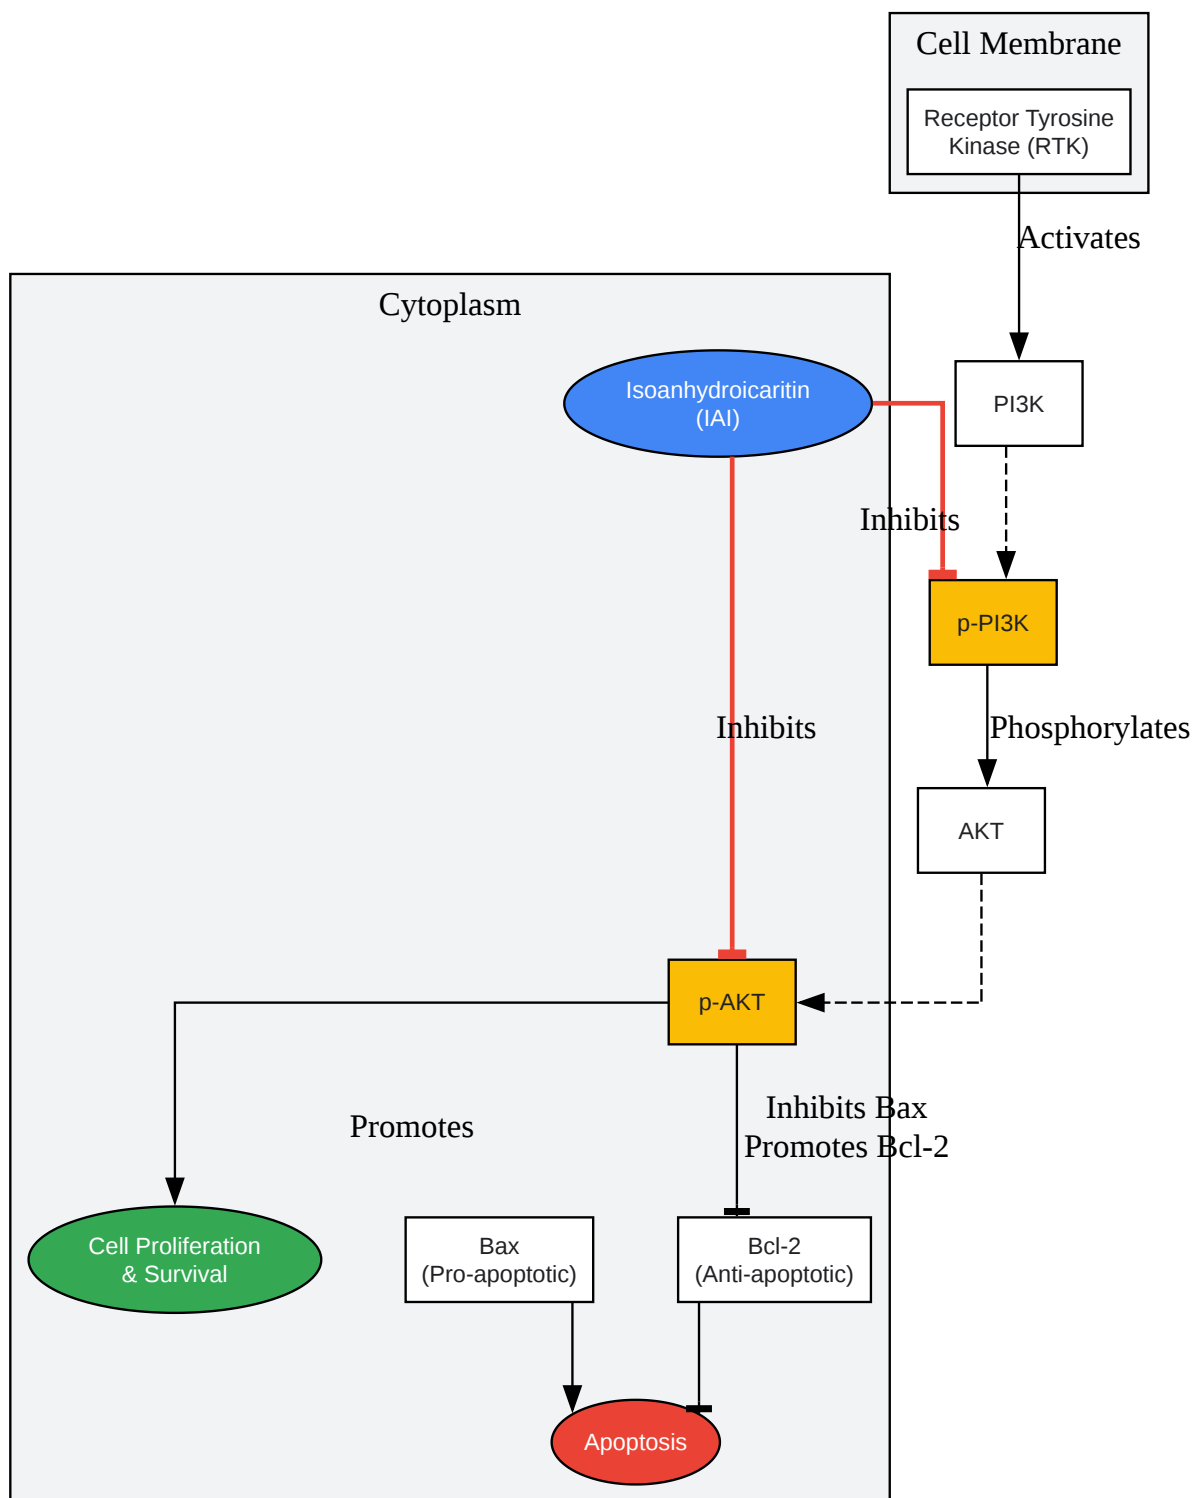 Cell Membrane
Receptor Tyrosine
Kinase (RTK)
Activates
Cytoplasm
Isoanhydroicaritin
(IAI)
PI3K
Inhibits
p-PI3K
Inhibits
Phosphorylates
AKT
p-AKT
Promotes
Inhibits Bax
Promotes Bcl-2
Cell Proliferation
& Survival
Bax
(Pro-apoptotic)
Bcl-2
(Anti-apoptotic)
Apoptosis